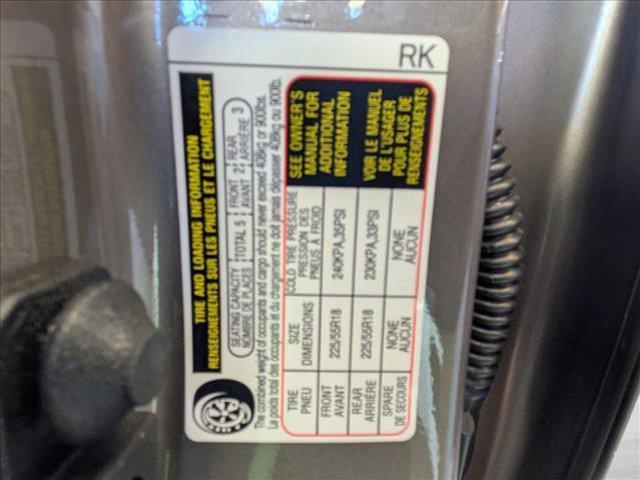 RK
TIRE AND LOADING INFORMATION
RENSEIGNEMENTS SUR LES PNEUS ET LE CHARGEMENT
SEATING CAPACITY
NOMBRE DE PLACES
TOTAL 5
FRONT
AVANT 2
REAR
ARRIÈRE 3
The combined weight of occupants and cargo should never exceed 408kg or 900lbs.
Le poids total des occupants et du chargement ne doit jamais dépasser 408kg ou 900lb.
TIRE
PNEU
SIZE
DIMENSIONS
COLD TIRE PRESSURE
PRESSION DES
PNEUS À FROID
SEE OWNER'S
MANUAL FOR
ADDITIONAL
INFORMATION
VOIR LE MANUEL
DE L'USAGER
POUR PLUS DE
RENSEIGNEMENTS
FRONT
AVANT
225/55R18
240KPA,35PSI
REAR
ARRIÈRE
225/55R18
230KPA,33PSI
SPARE
DE SECOURS
NONE
AUCUN
NONE
AUCUN